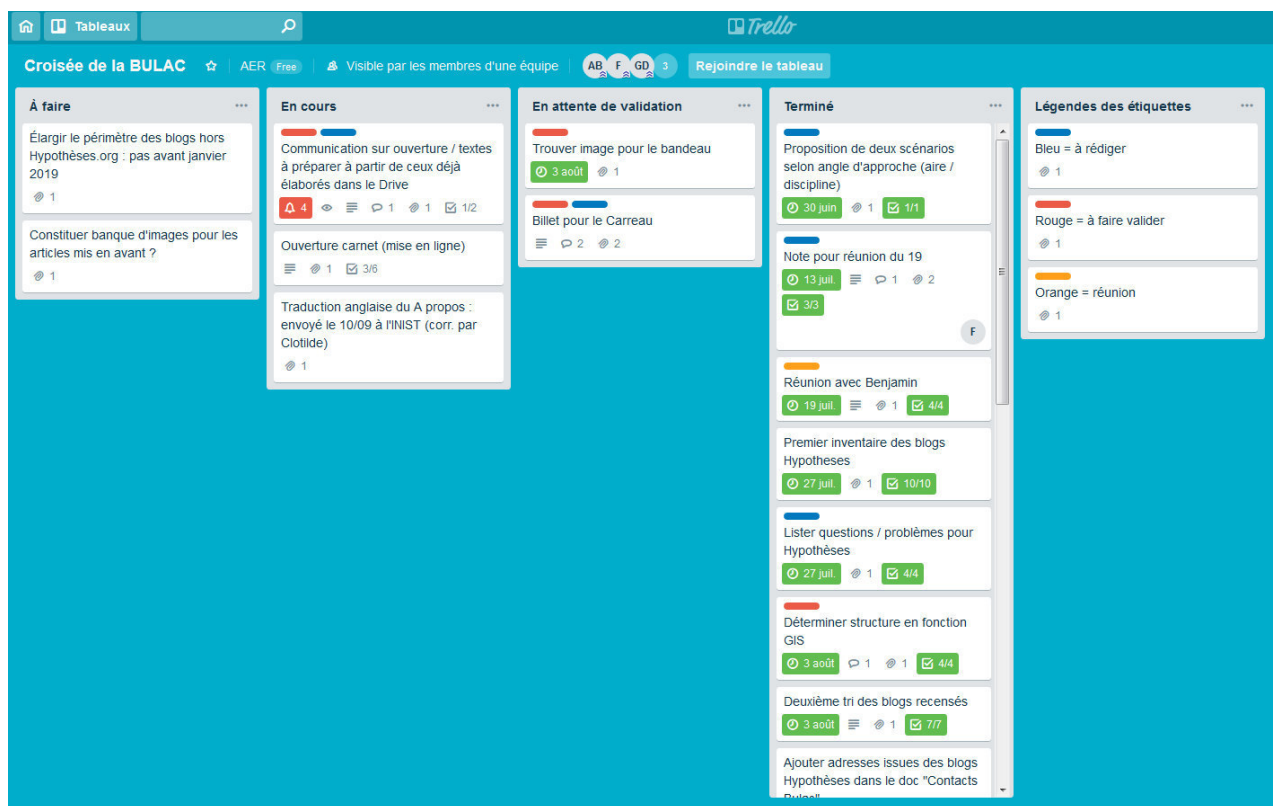 Tableaux
Trello
Croisée de la BULAC
AER Free
Visible par les membres d'une équipe
AB F GD 3
Rejoindre le tableau
À faire
Élargir le périmètre des blogs hors
Hypothèses.org : pas avant janvier
2019
1
Constituer banque d'images pour les
articles mis en avant ?
1
En cours
Communication sur ouverture / textes
à préparer à partir de ceux déjà
élaborés dans le Drive
4 1 1 1/2
Ouverture carnet (mise en ligne)
1 3/6
Traduction anglaise du A propos :
envoyé le 10/09 à l'INIST (corr. par
Clotilde)
1
En attente de validation
Trouver image pour le bandeau
3 août 1
Billet pour le Carreau
2 2
Terminé
Proposition de deux scénarios
selon angle d'approche (aire /
discipline)
30 juin 1 1/1
Note pour réunion du 19
13 juil. 1 2
3/3
F
Réunion avec Benjamin
19 juil. 1 4/4
Premier inventaire des blogs
Hypotheses
27 juil. 1 10/10
Lister questions / problèmes pour
Hypothèses
27 juil. 1 4/4
Déterminer structure en fonction
GIS
3 août 1 1 4/4
Deuxième tri des blogs recensés
3 août 1 7/7
Ajouter adresses issues des blogs
Hypothèses dans le doc "Contacts
Légendes des étiquettes
Bleu = à rédiger
1
Rouge = à faire valider
1
Orange = réunion
1